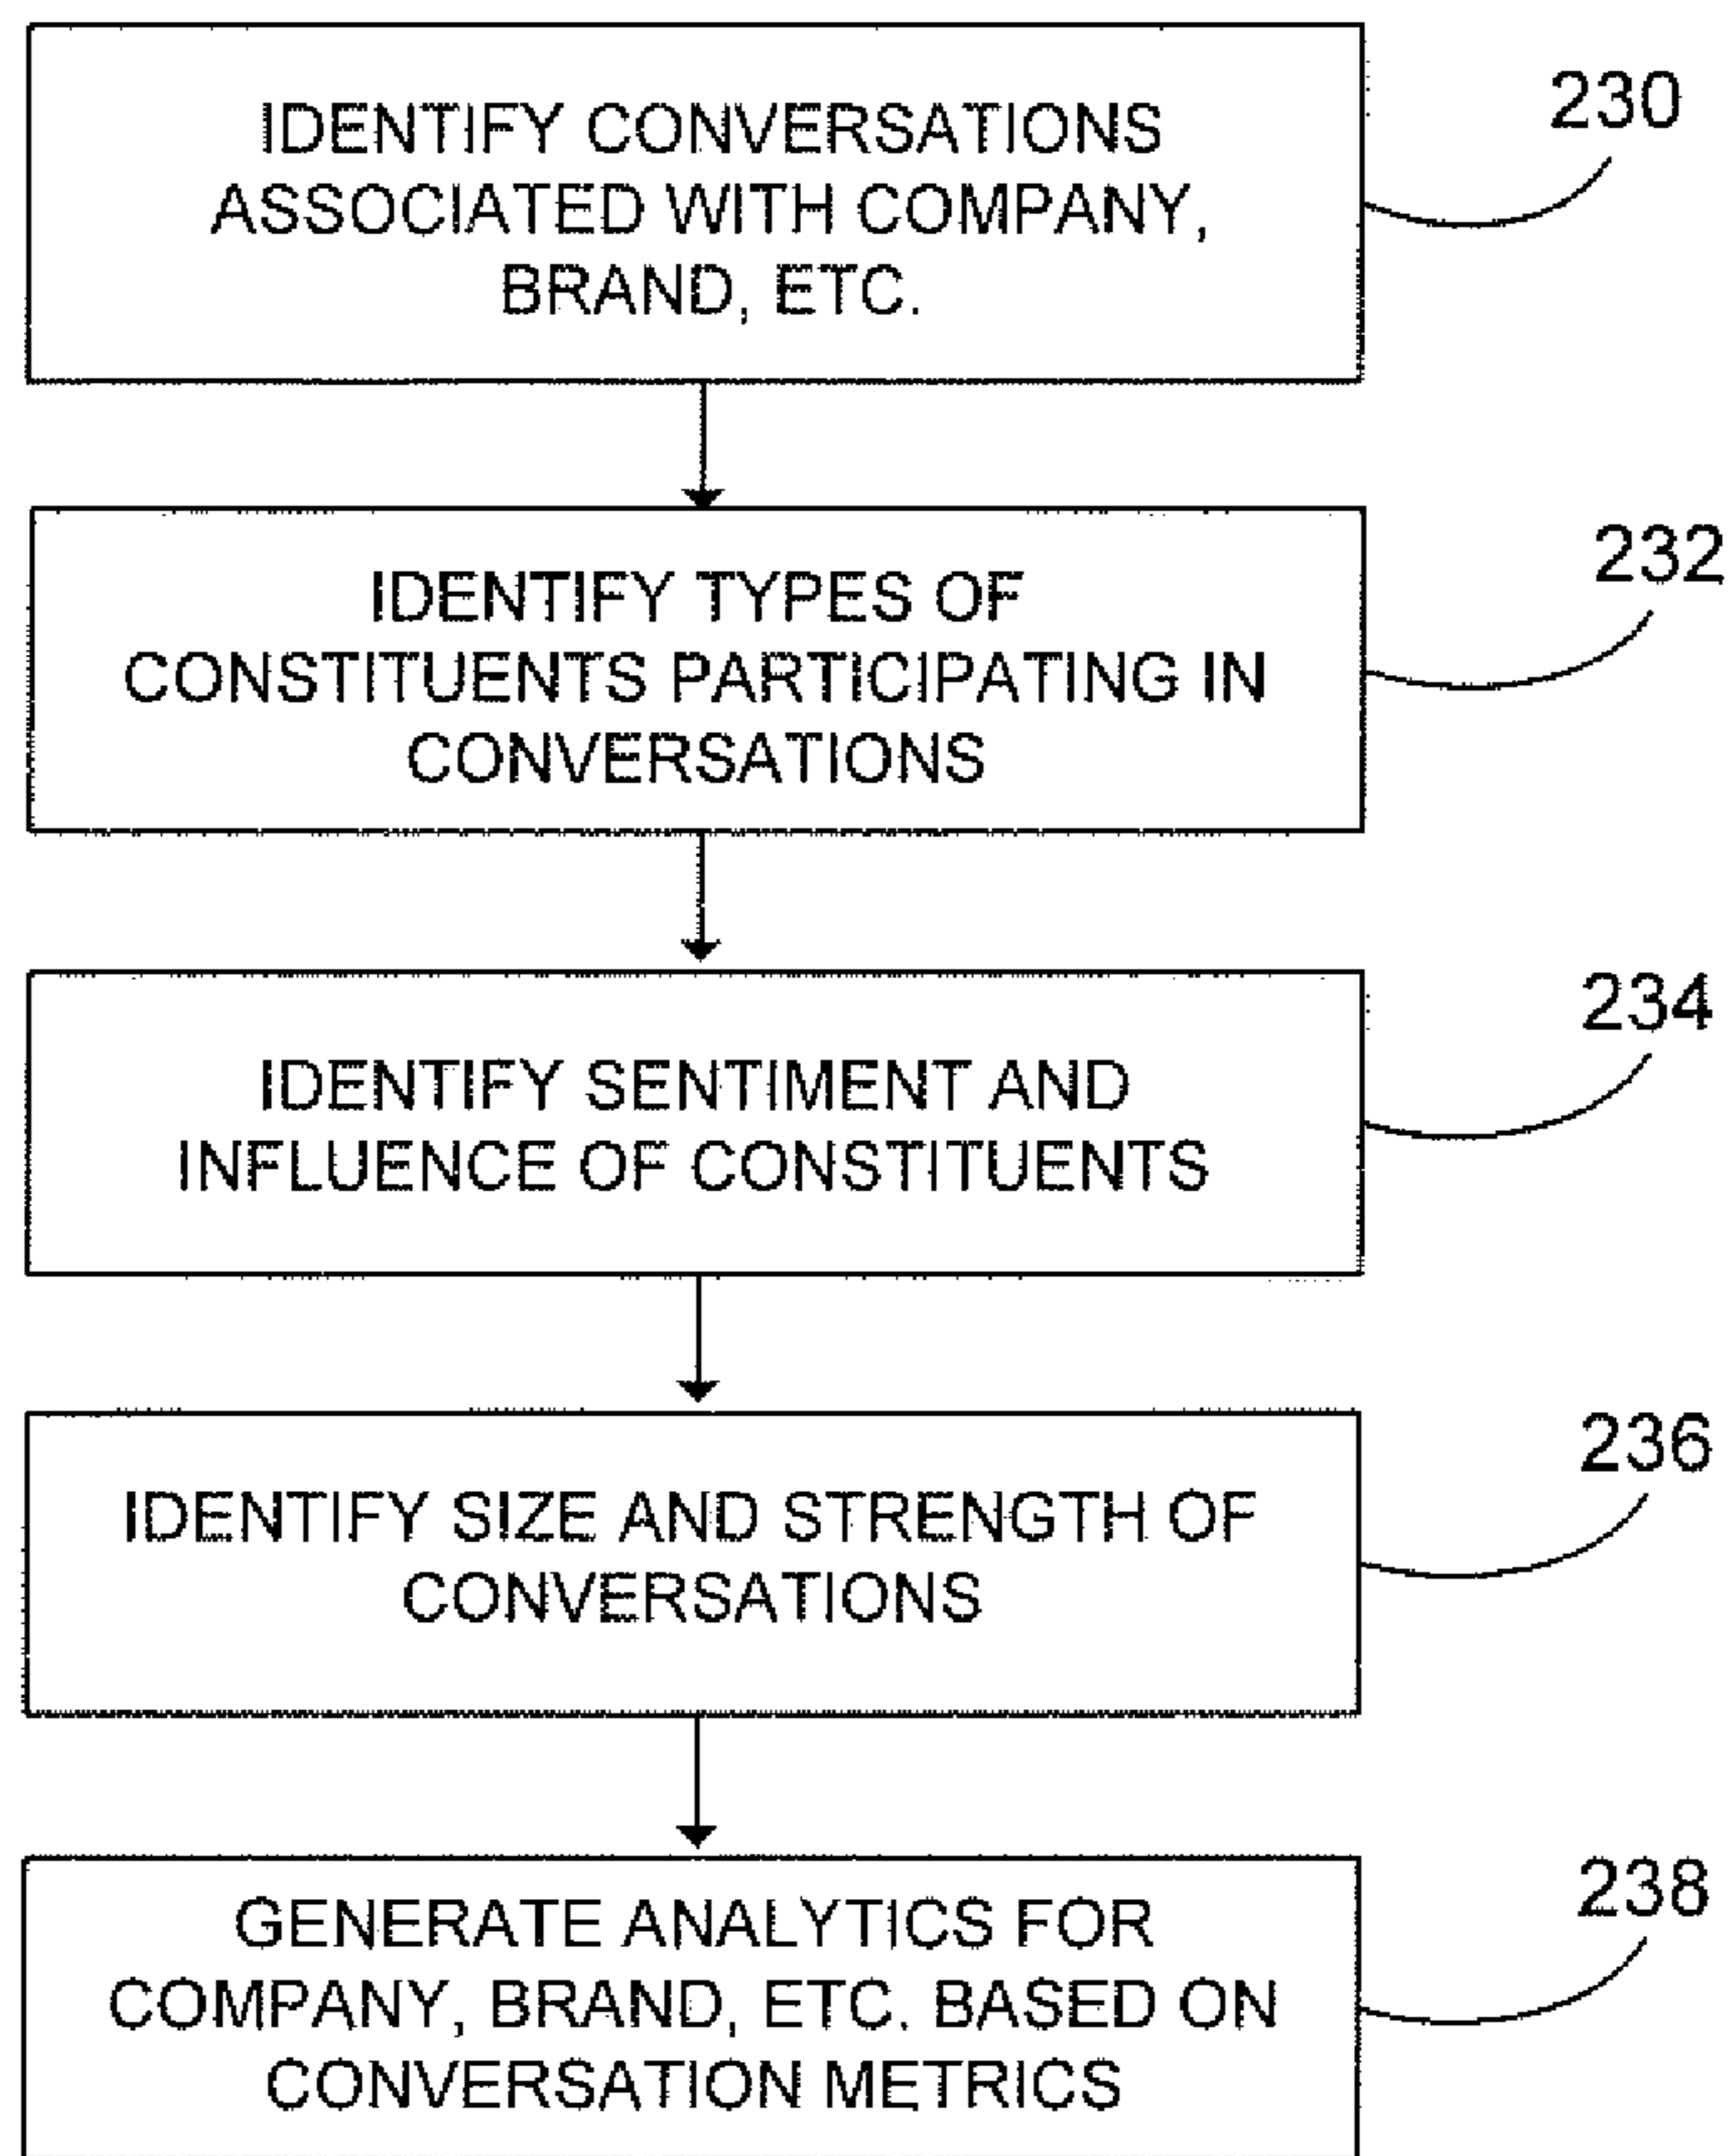 IDENTIFY CONVERSATIONS
ASSOCIATED WITH COMPANY,
BRAND, ETC.
230
IDENTIFY TYPES OF
CONSTITUENTS PARTICIPATING IN
CONVERSATIONS
232
IDENTIFY SENTIMENT AND
INFLUENCE OF CONSTITUENTS
234
IDENTIFY SIZE AND STRENGTH OF
CONVERSATIONS
236
GENERATE ANALYTICS FOR
COMPANY, BRAND, ETC. BASED ON
CONVERSATION METRICS
238